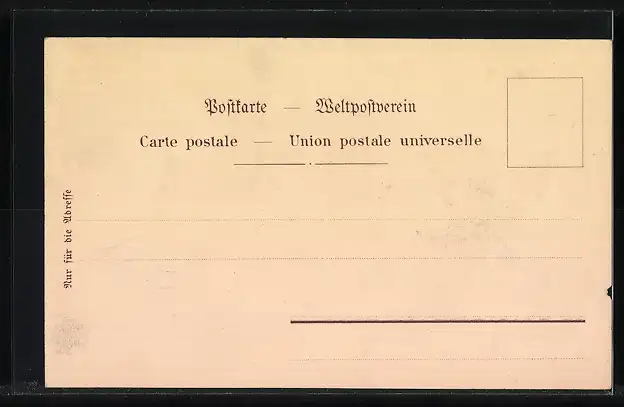 Postkarte — Weltpostverein
Carte postale — Union postale universelle
Nur für die Adresse